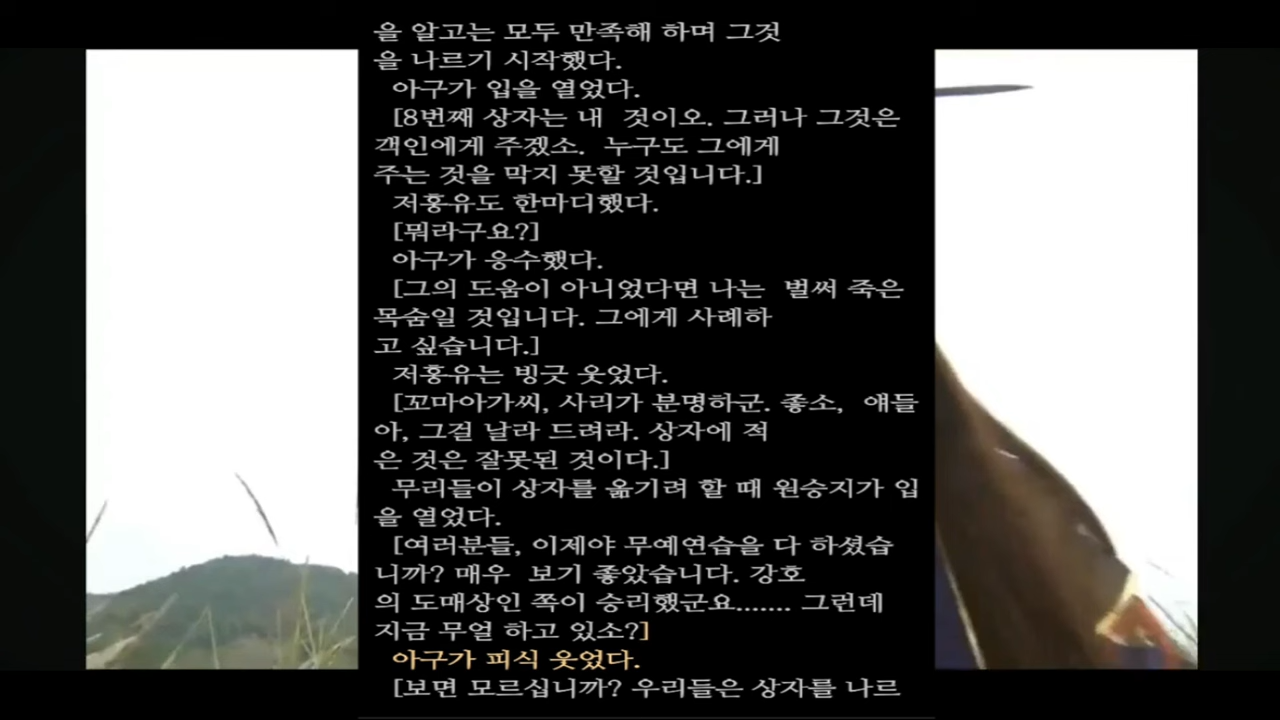 을 알고는 모두 만족해 하며 그것
을 나르기 시작했다.
아구가 입을 열었다.
[8번째 상자는 내 것이오. 그러나 그것은
객인에게 주겠소. 누구도 그에게
주는 것을 막지 못할 것입니다.]
저홍유도 한마디했다.
[뭐라구요?]
아구가 응수했다.
[그의 도움이 아니었다면 나는 벌써 죽은
목숨일 것입니다. 그에게 사례하
고 싶습니다.]
저홍유는 빙긋 웃었다.
[꼬마아가씨, 사리가 분명하군. 좋소, 얘들
아, 그걸 날라 드려라. 상자에 적
은 것은 잘못된 것이다.]
무리들이 상자를 옮기려 할 때 원승지가 입
을 열었다.
[여러분들, 이제야 무예연습을 다 하셨습
니까? 매우 보기 좋았습니다. 강호
의 도매상인 쪽이 승리했군요....... 그런데
지금 무얼 하고 있소?]
아구가 피식 웃었다.
[보면 모르십니까? 우리들은 상자를 나르